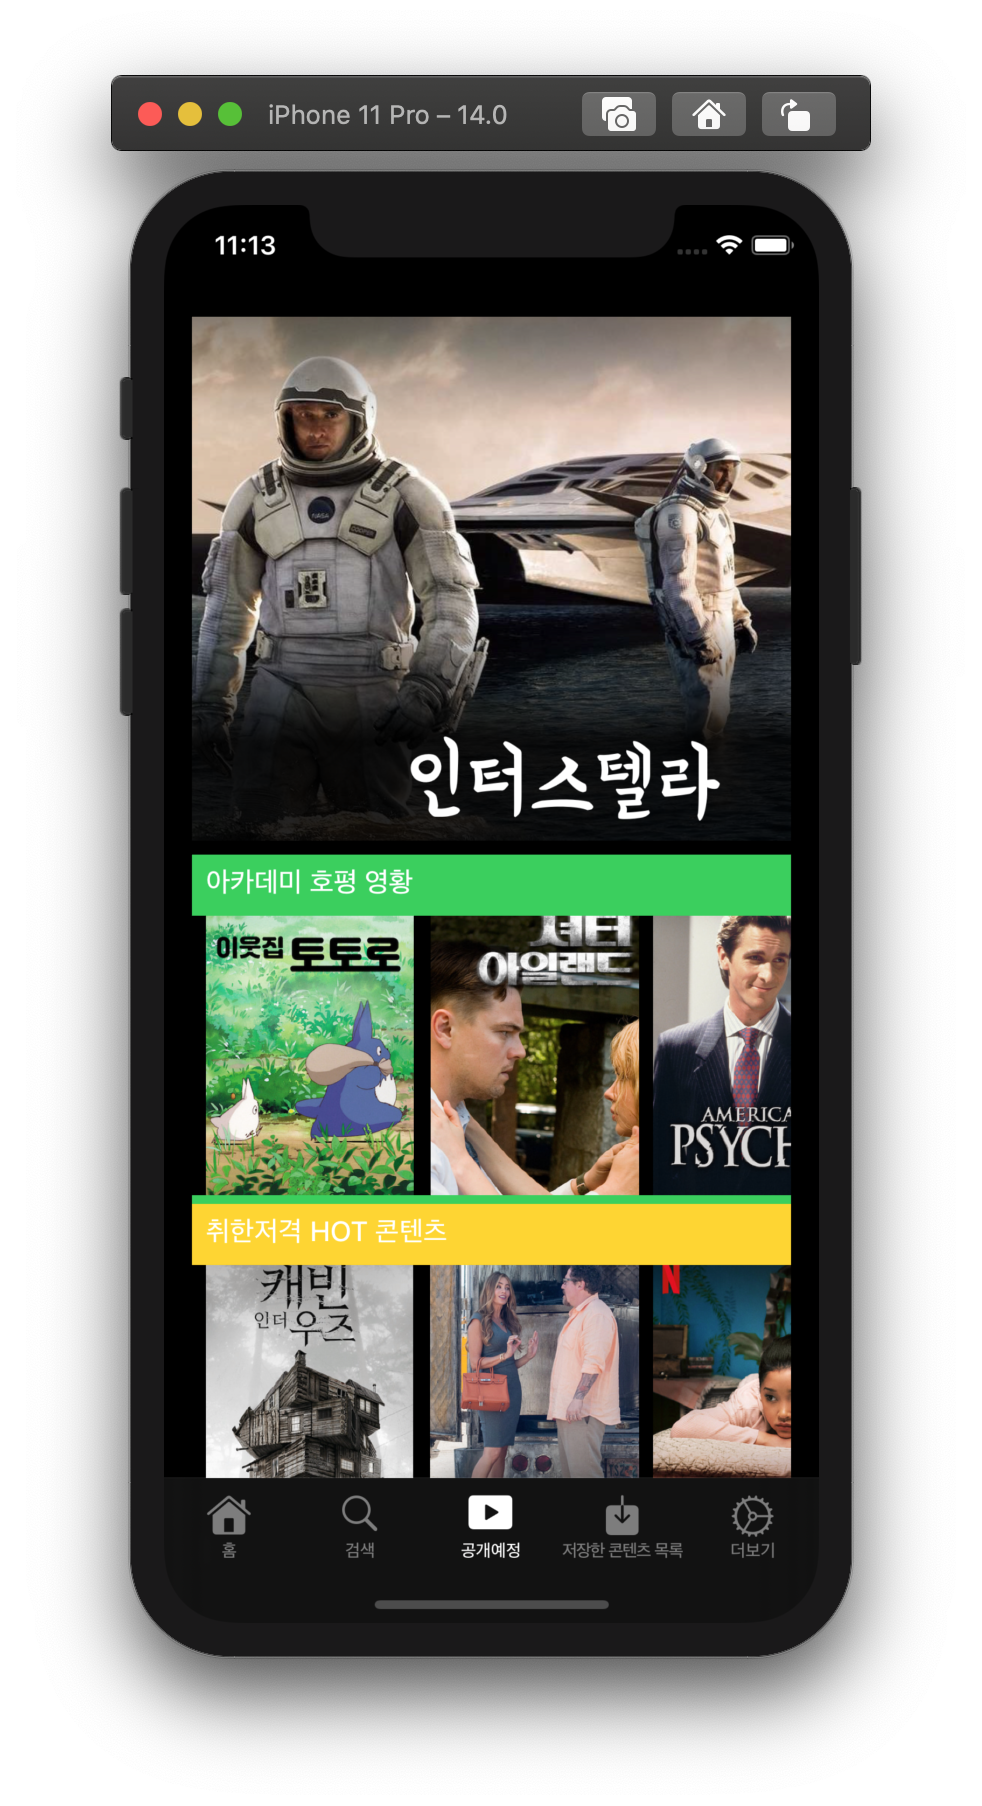 iPhone 11 Pro – 14.0
11:13
NASA
COOPER
인터스텔라
아카데미 호평 영황
이웃집 토토로
셔터
아일랜드
AMERICA
PSYCH
취한저격 HOT 콘텐츠
캐빈
인더 우즈
N
홈
검색
공개예정
저장한 콘텐츠 목록
더보기